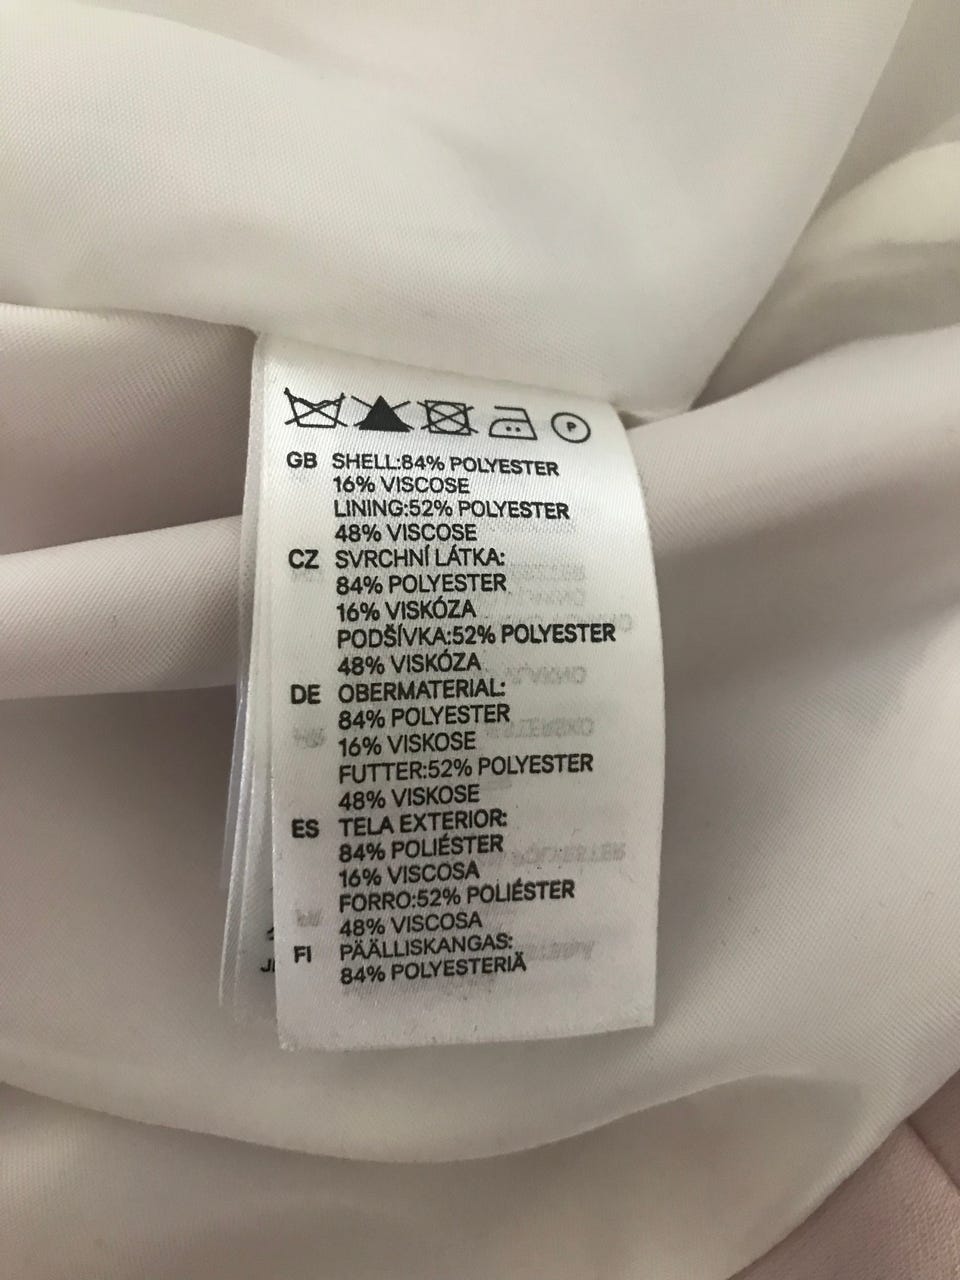 P
GB SHELL:84% POLYESTER
16% VISCOSE
LINING:52% POLYESTER
48% VISCOSE
CZ SVRCHNÍ LÁTKA:
84% POLYESTER
16% VISKÓZA
PODŠÍVKA:52% POLYESTER
48% VISKÓZA
DE OBERMATERIAL:
84% POLYESTER
16% VISKOSE
FUTTER:52% POLYESTER
48% VISKOSE
ES TELA EXTERIOR:
84% POLIÉSTER
16% VISCOSA
FORRO:52% POLIÉSTER
48% VISCOSA
FI PÄÄLLISKANGAS:
84% POLYESTERIÄ